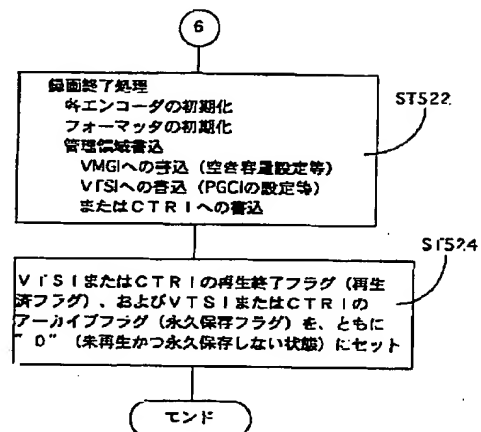 6
録画終了処理
各エンコーダの初期化
フォーマッタの初期化
管理領域書込
VMGIへの書込（空き容量設定等）
VTSIへの書込（PGCIの設定等）
またはCTRIへの書込
ST522
ST524
VTSIまたはCTRIの再生終了フラグ（再生
済フラグ）、およびVTSIまたはCTRIの
アーカイブフラグ（永久保存フラグ）を、ともに
"0"（未再生かつ永久保存しない状態）にセット
エンド